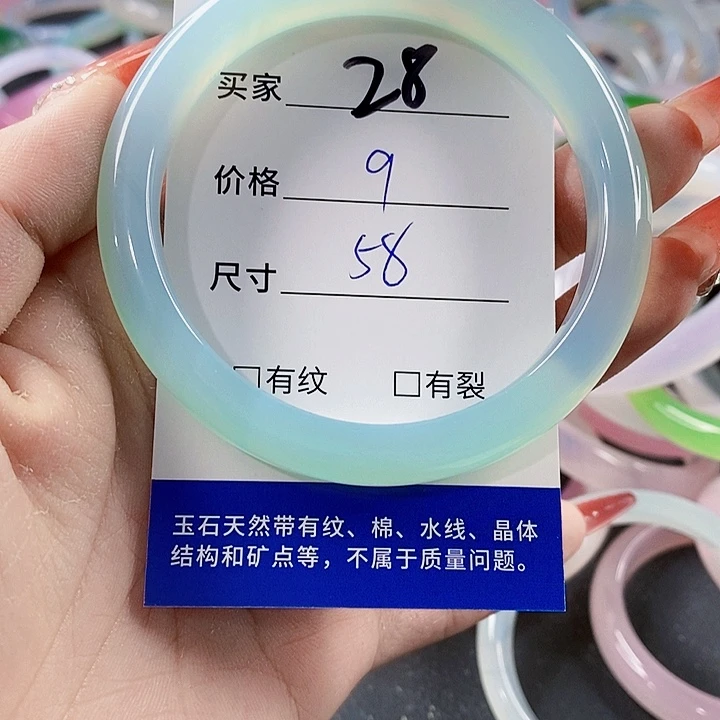 买家 28
价格 9
尺寸 58
□有纹 □有裂
玉石天然带有纹、棉、水线、晶体
结构和矿点等，不属于质量问题。